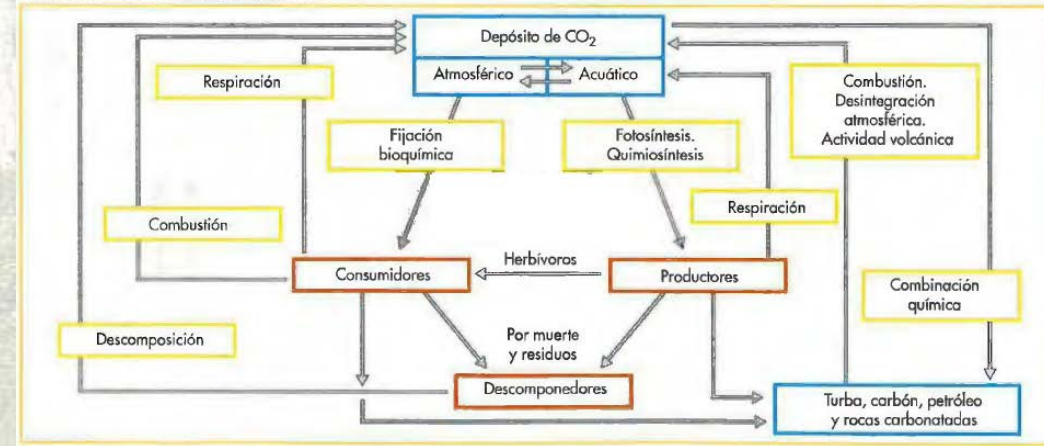 Depósito de CO₂
Atmosférico
Acuático
Respiración
Combustión.
Desintegración
atmosférica.
Actividad volcánica
Fijación
bioquímica
Fotosíntesis.
Quimiosíntesis
Combustión
Respiración
Consumidores
Herbívoros
Productores
Combinación
química
Descomposición
Por muerte
y residuos
Descomponedores
Turba, carbón, petróleo
y rocas carbonatadas